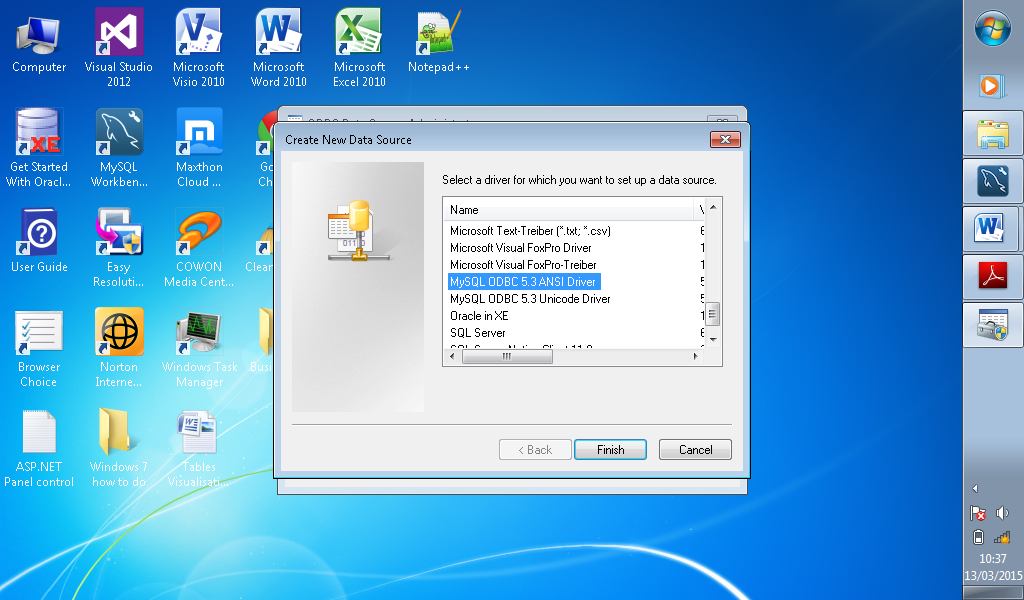 Computer
Visual Studio
2012
Microsoft
Visio 2010
Microsoft
Word 2010
Microsoft
Excel 2010
Notepad++
Create New Data Source
Select a driver for which you want to set up a data source.
Name
Microsoft Text-Treiber (*.txt; *.csv)
Microsoft Visual FoxPro Driver
Microsoft Visual FoxPro-Treiber
MySQL ODBC 5.3 ANSI Driver
MySQL ODBC 5.3 Unicode Driver
Oracle in XE
SQL Server
< Back
Finish
Cancel
XE
Get Started
With Oracl...
MySQL
Workben...
Maxthon
Cloud ...
User Guide
Easy
Resoluti...
COWON
Media Cent...
Browser
Choice
Norton
Interne...
Windows Task
Manager
ASP.NET
Panel control
Windows 7
how to do
Tables
Visualisati...
10:37
13/03/2015